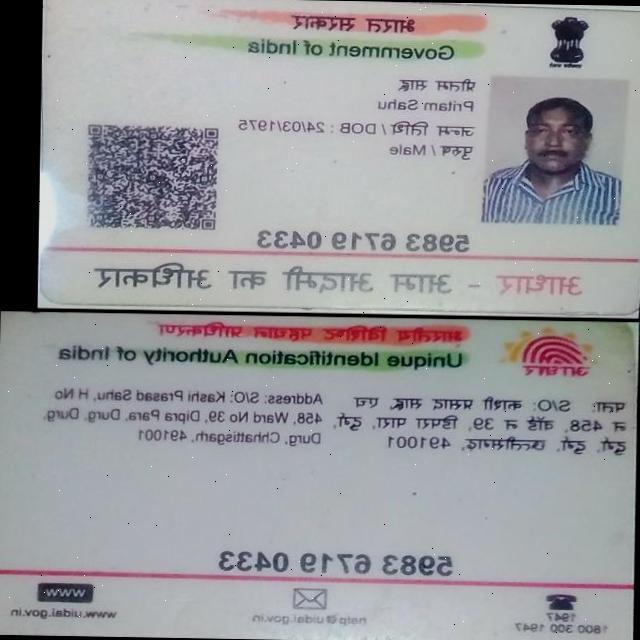 भारत सरकार
Government of India
प्रीतम साहू
Pritam Sahu
जन्म तिथि / DOB : 24/03/1975
पुरुष / Male
5983 6719 0433
आधार - आम आदमी का अधिकार
भारतीय विशिष्ट पहचान प्राधिकरण
Unique Identification Authority of India
आधार
पता: S/O: काशी प्रसाद साहू, एच
न 458, वॉर्ड न 39, डिपरा पारा, दुर्ग,
दुर्ग, दुर्ग, छत्तीसगढ़, 491001
Address: S/O: Kashi Prasad Sahu, H No
458, Ward No 39, Dipra Para, Durg, Durg,
Durg, Chhattisgarh, 491001
5983 6719 0433
1947
1800 300 1947
help@uidai.gov.in
www
www.uidai.gov.in